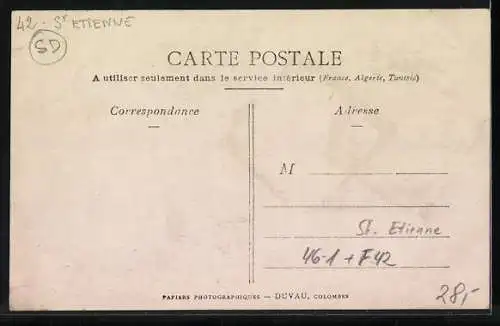 42 - St ETIENNE
SD
CARTE POSTALE
A utiliser seulement dans le service intérieur (France, Algérie, Tunisie)
Correspondance
Adresse
M
St. Etienne
46-1 + F42
28,-
PAPIERS PHOTOGRAPHIQUES — DUVAU, COLOMBES